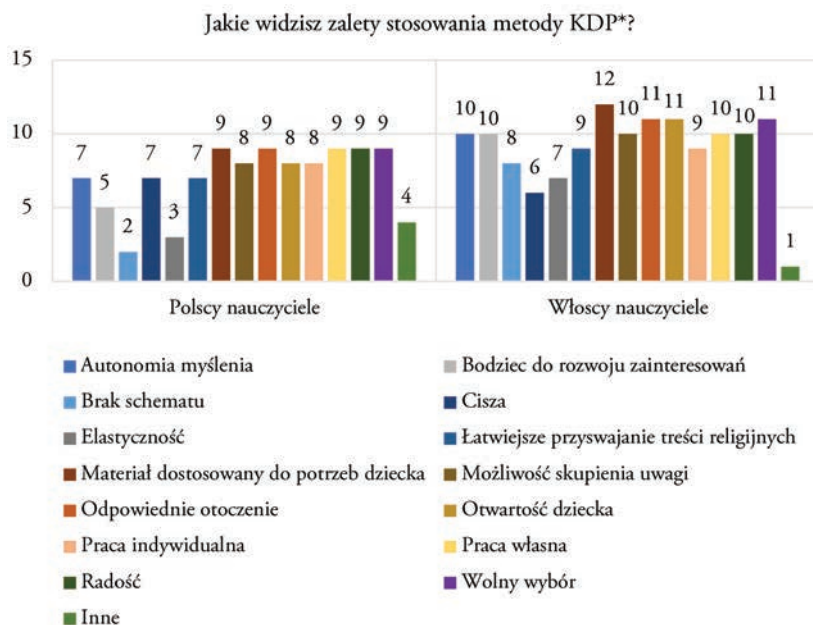 Jakie widzisz zalety stosowania metody KDP*?
15
10
5
0
7
5
2
7
3
7
9
8
9
8
8
9
9
9
4
10
10
8
6
7
9
12
10
11
11
9
10
10
11
1
Polscy nauczyciele
Włoscy nauczyciele
Autonomia myślenia
Bodziec do rozwoju zainteresowań
Brak schematu
Cisza
Elastyczność
Łatwiejsze przyswajanie treści religijnych
Materiał dostosowany do potrzeb dziecka
Możliwość skupienia uwagi
Odpowiednie otoczenie
Otwartość dziecka
Praca indywidualna
Praca własna
Radość
Wolny wybór
Inne